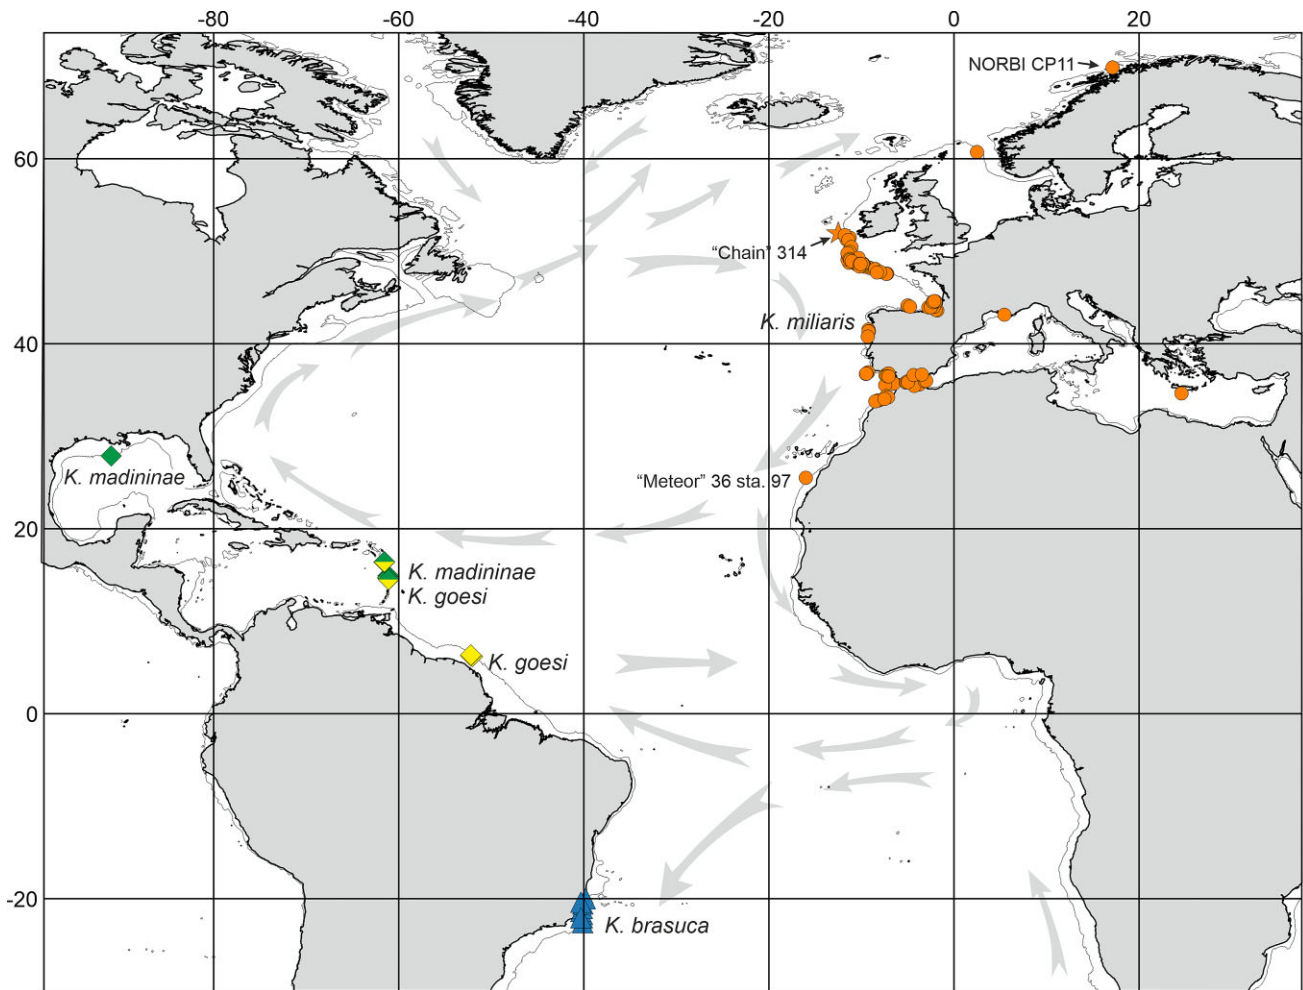 -80 -60 -40 -20 0 20
NORBI CP11
60
“Chain” 314
K. miliaris
40
K. madininae
“Meteor” 36 sta. 97
20
K. madininae
K. goesi
K. goesi
0
-20
K. brasuca